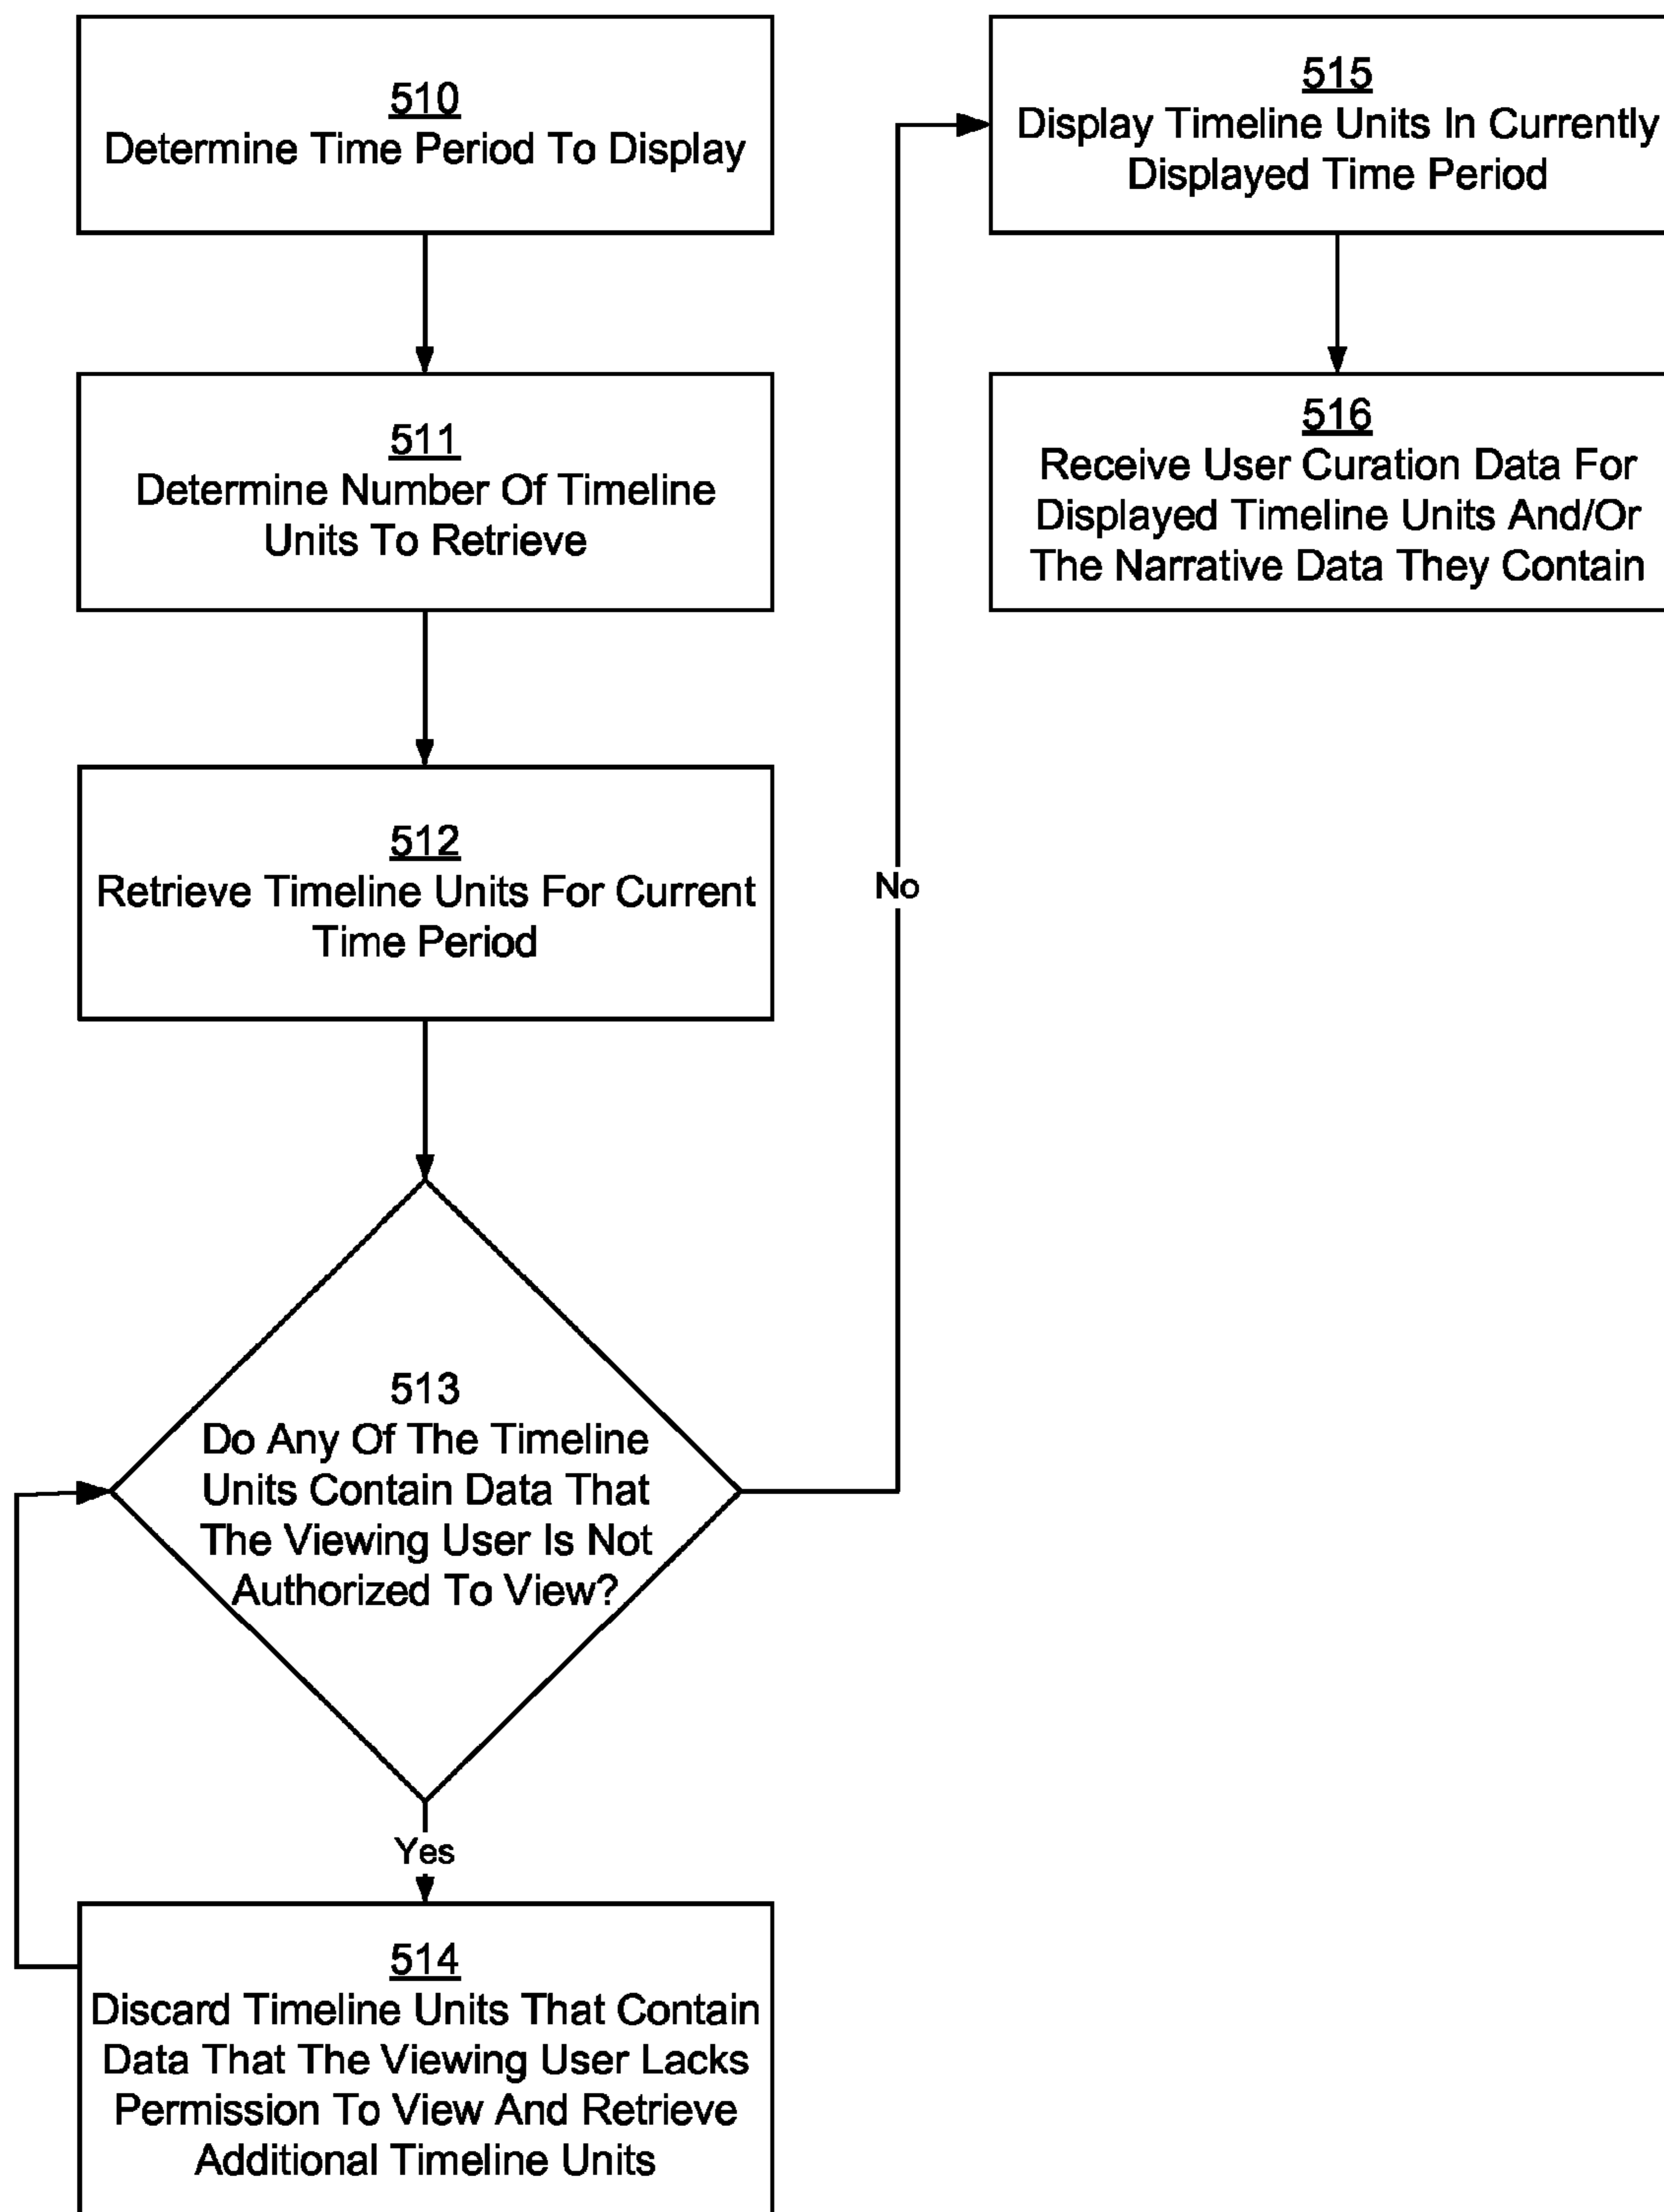 510
Determine Time Period To Display
511
Determine Number Of Timeline
Units To Retrieve
512
Retrieve Timeline Units For Current
Time Period
513
Do Any Of The Timeline
Units Contain Data That
The Viewing User Is Not
Authorized To View?
Yes
514
Discard Timeline Units That Contain
Data That The Viewing User Lacks
Permission To View And Retrieve
Additional Timeline Units
No
515
Display Timeline Units In Currently
Displayed Time Period
516
Receive User Curation Data For
Displayed Timeline Units And/Or
The Narrative Data They Contain